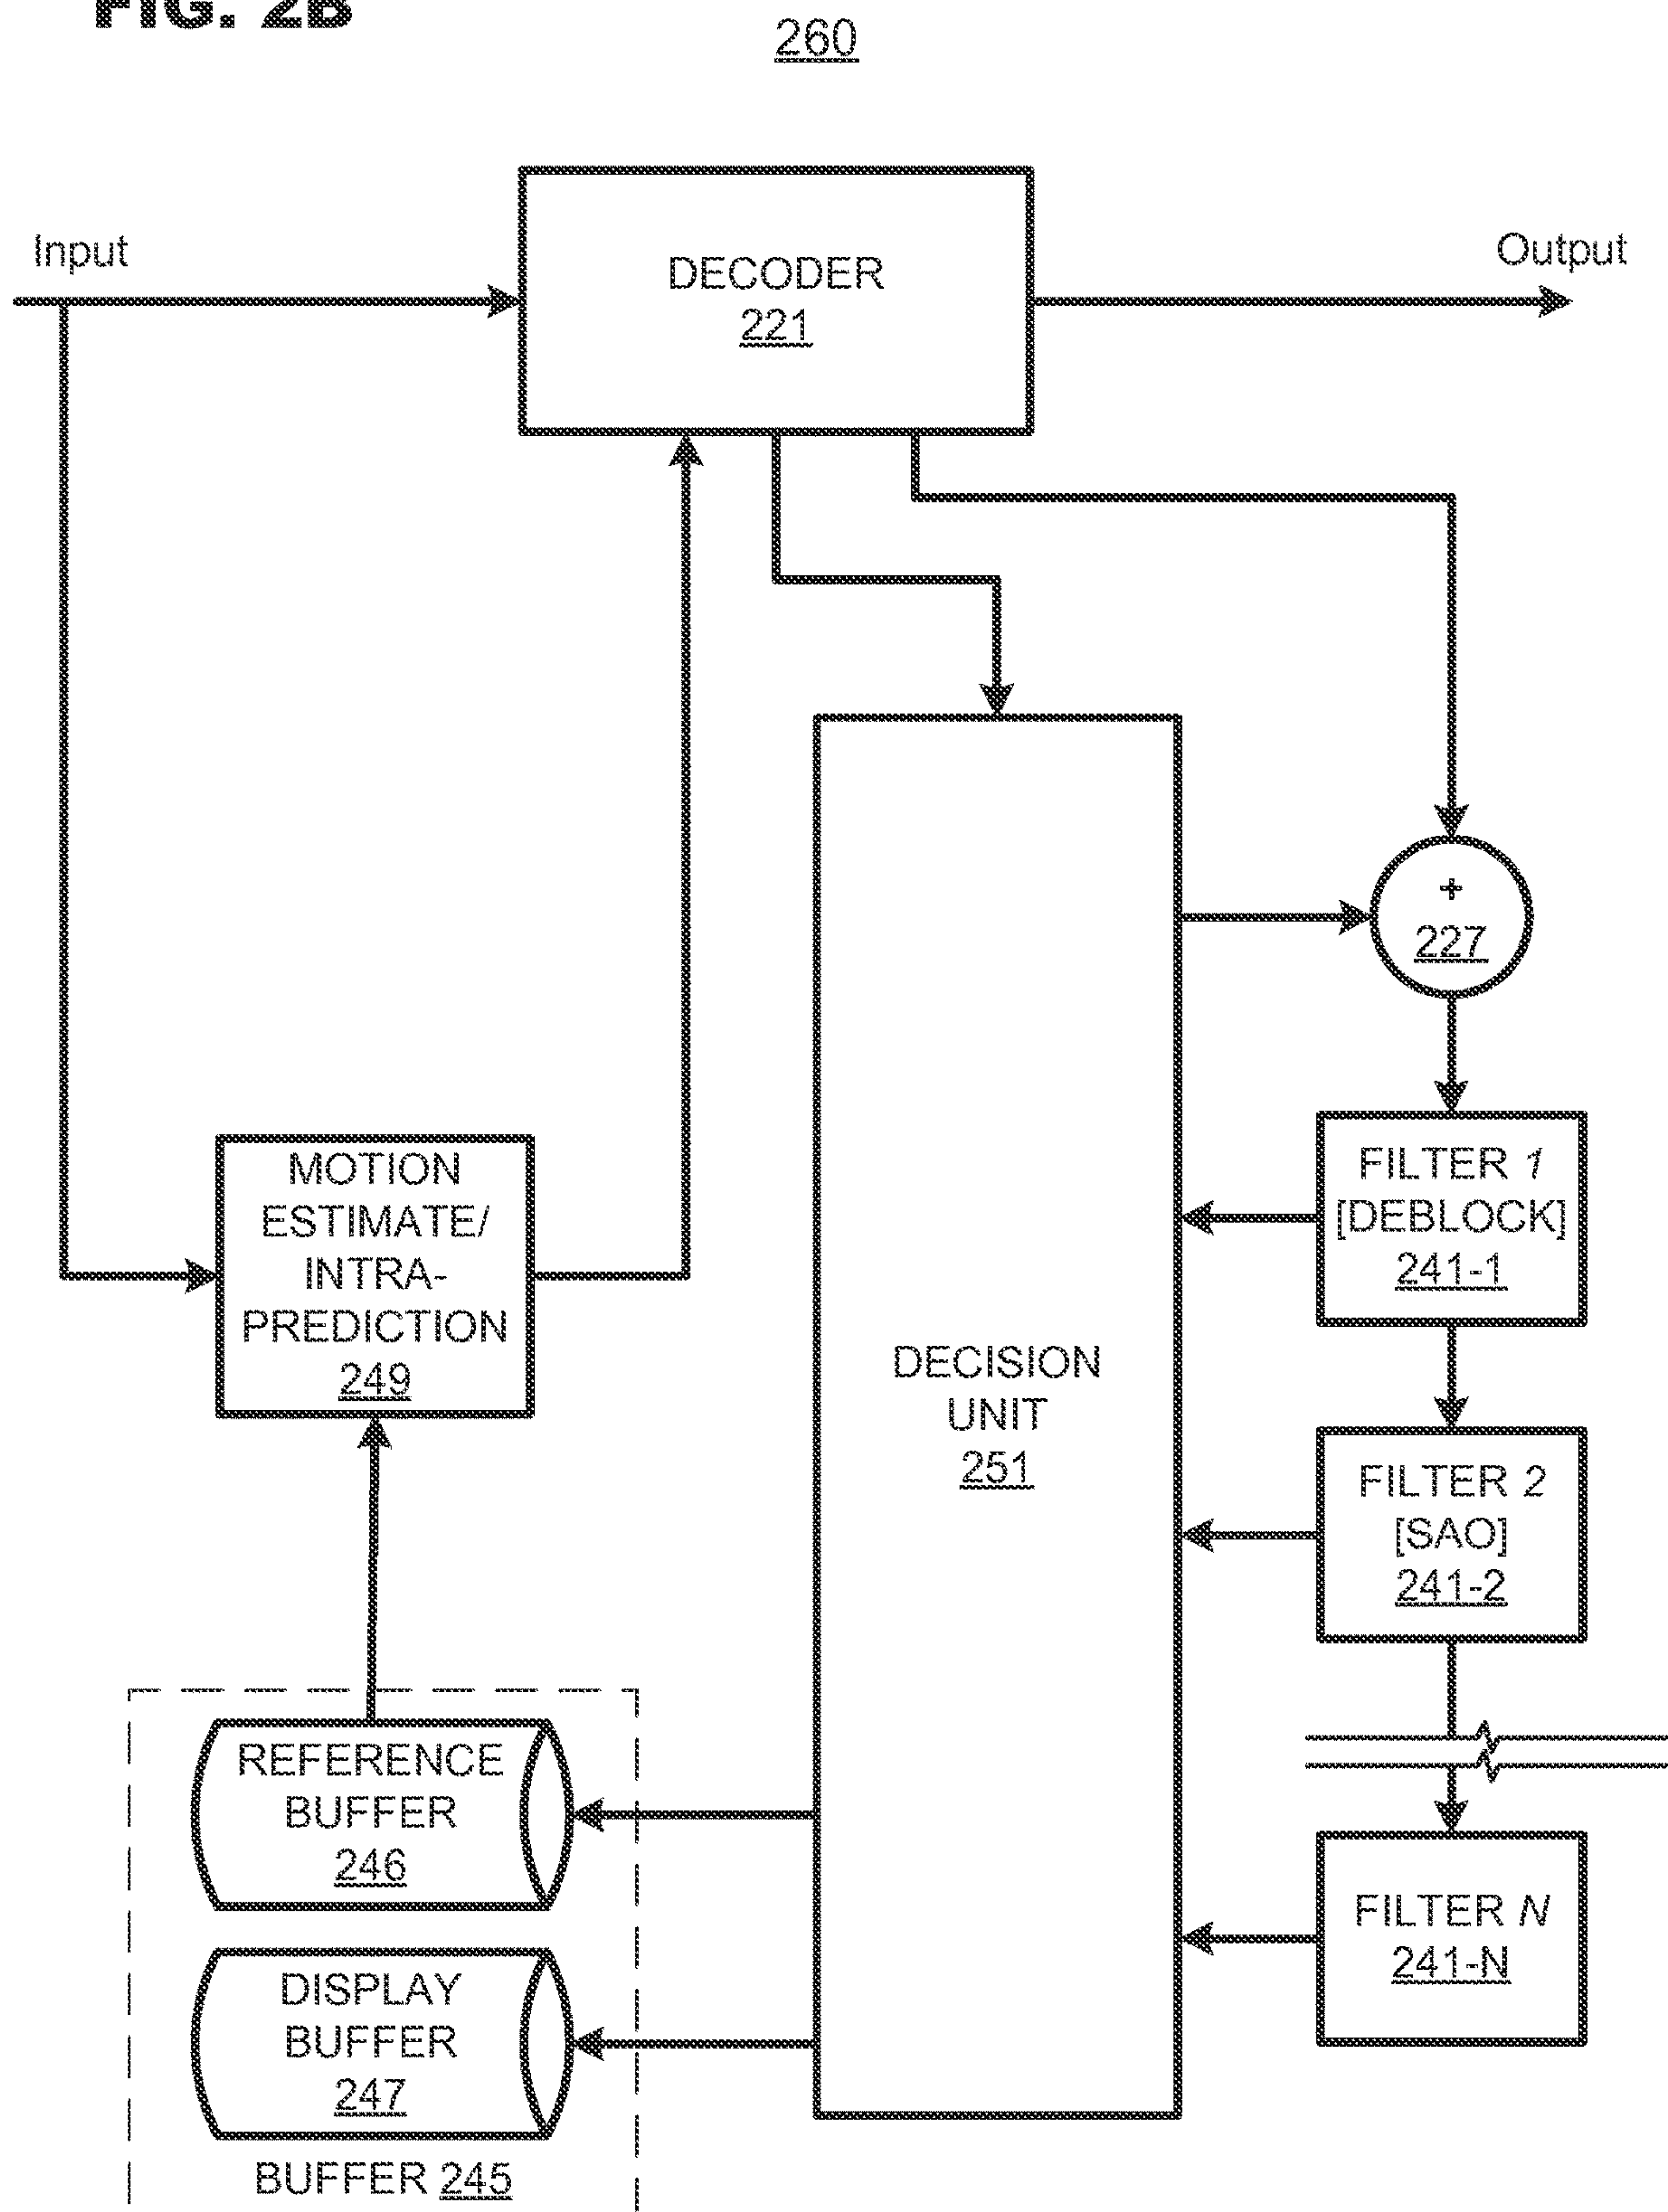 FIG. 2B
260
Input
Output
DECODER
221
+
227
FILTER 1
[DEBLOCK]
241-1
MOTION
ESTIMATE/
INTRA-
PREDICTION
249
DECISION
UNIT
251
FILTER 2
[SAO]
241-2
REFERENCE
BUFFER
246
FILTER N
241-N
DISPLAY
BUFFER
247
BUFFER 245